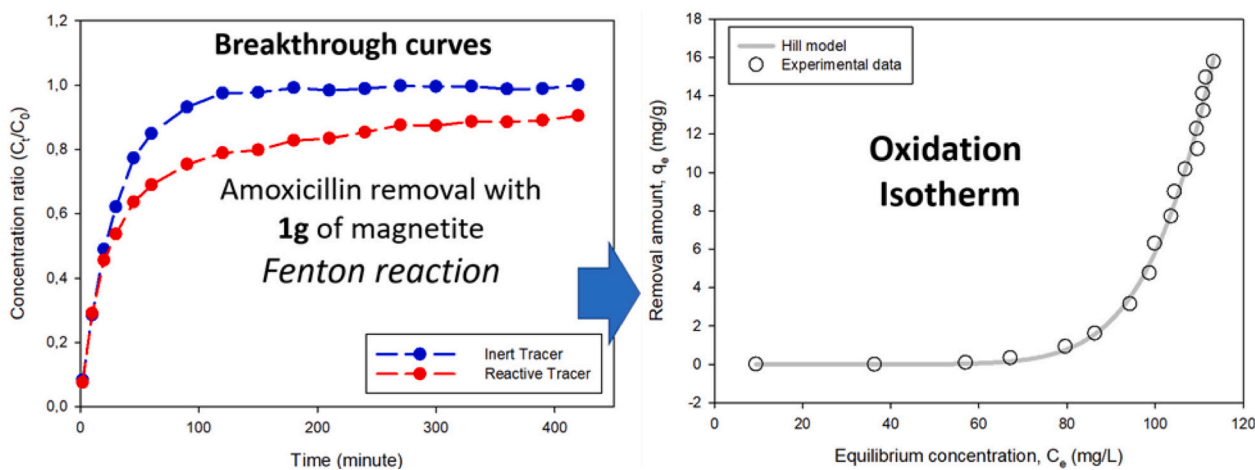 Breakthrough curves
1,2
1,0
0,8
0,6
0,4
0,2
0,0
Concentration ratio (Cₜ/C₀)
Amoxicillin removal with
1g of magnetite
Fenton reaction
Inert Tracer
Reactive Tracer
0 100 200 300 400
Time (minute)
Hill model
Experimental data
18
16
14
12
10
8
6
4
2
0
-2
Removal amount, qₑ (mg/g)
Oxidation
Isotherm
0 20 40 60 80 100 120
Equilibrium concentration, Cₑ (mg/L)